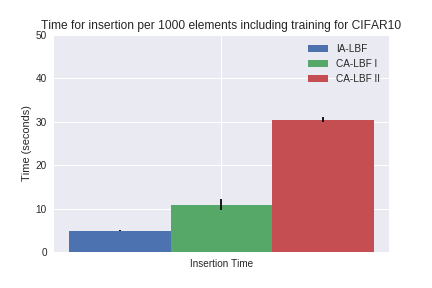 Time for insertion per 1000 elements including training for CIFAR10
50
40
30
20
10
0
Time (seconds)
IA-LBF
CA-LBF I
CA-LBF II
Insertion Time